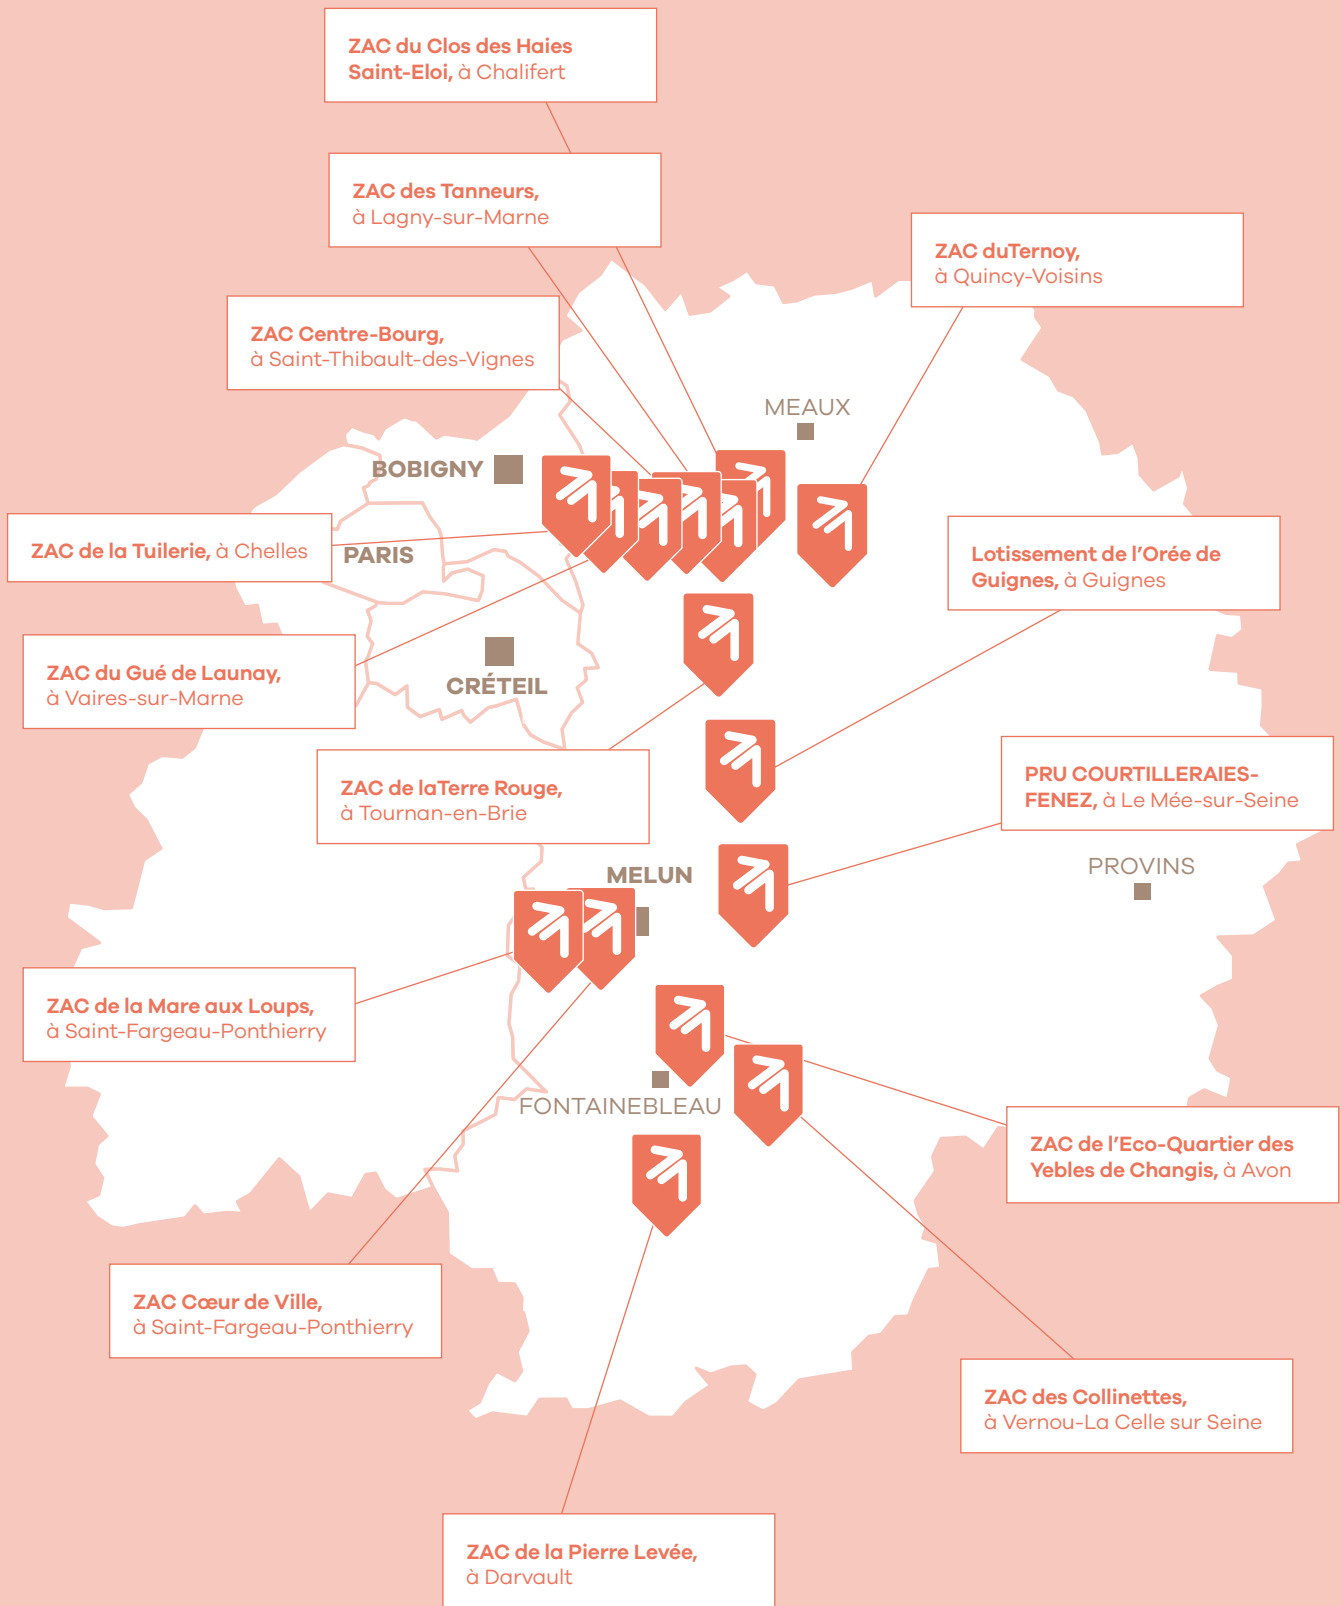 ZAC du Clos des Haies
Saint-Eloi, à Chalifert
ZAC des Tanneurs,
à Lagny-sur-Marne
ZAC duTernoy,
à Quincy-Voisins
ZAC Centre-Bourg,
à Saint-Thibault-des-Vignes
MEAUX
BOBIGNY
ZAC de la Tuilerie, à Chelles
PARIS
Lotissement de l'Orée de
Guignes, à Guignes
ZAC du Gué de Launay,
à Vaires-sur-Marne
CRÉTEIL
ZAC de laTerre Rouge,
à Tournan-en-Brie
PRU COURTILLERAIES-
FENEZ, à Le Mée-sur-Seine
MELUN
PROVINS
ZAC de la Mare aux Loups,
à Saint-Fargeau-Ponthierry
FONTAINEBLEAU
ZAC de l'Eco-Quartier des
Yebles de Changis, à Avon
ZAC Cœur de Ville,
à Saint-Fargeau-Ponthierry
ZAC des Collinettes,
à Vernou-La Celle sur Seine
ZAC de la Pierre Levée,
à Darvault